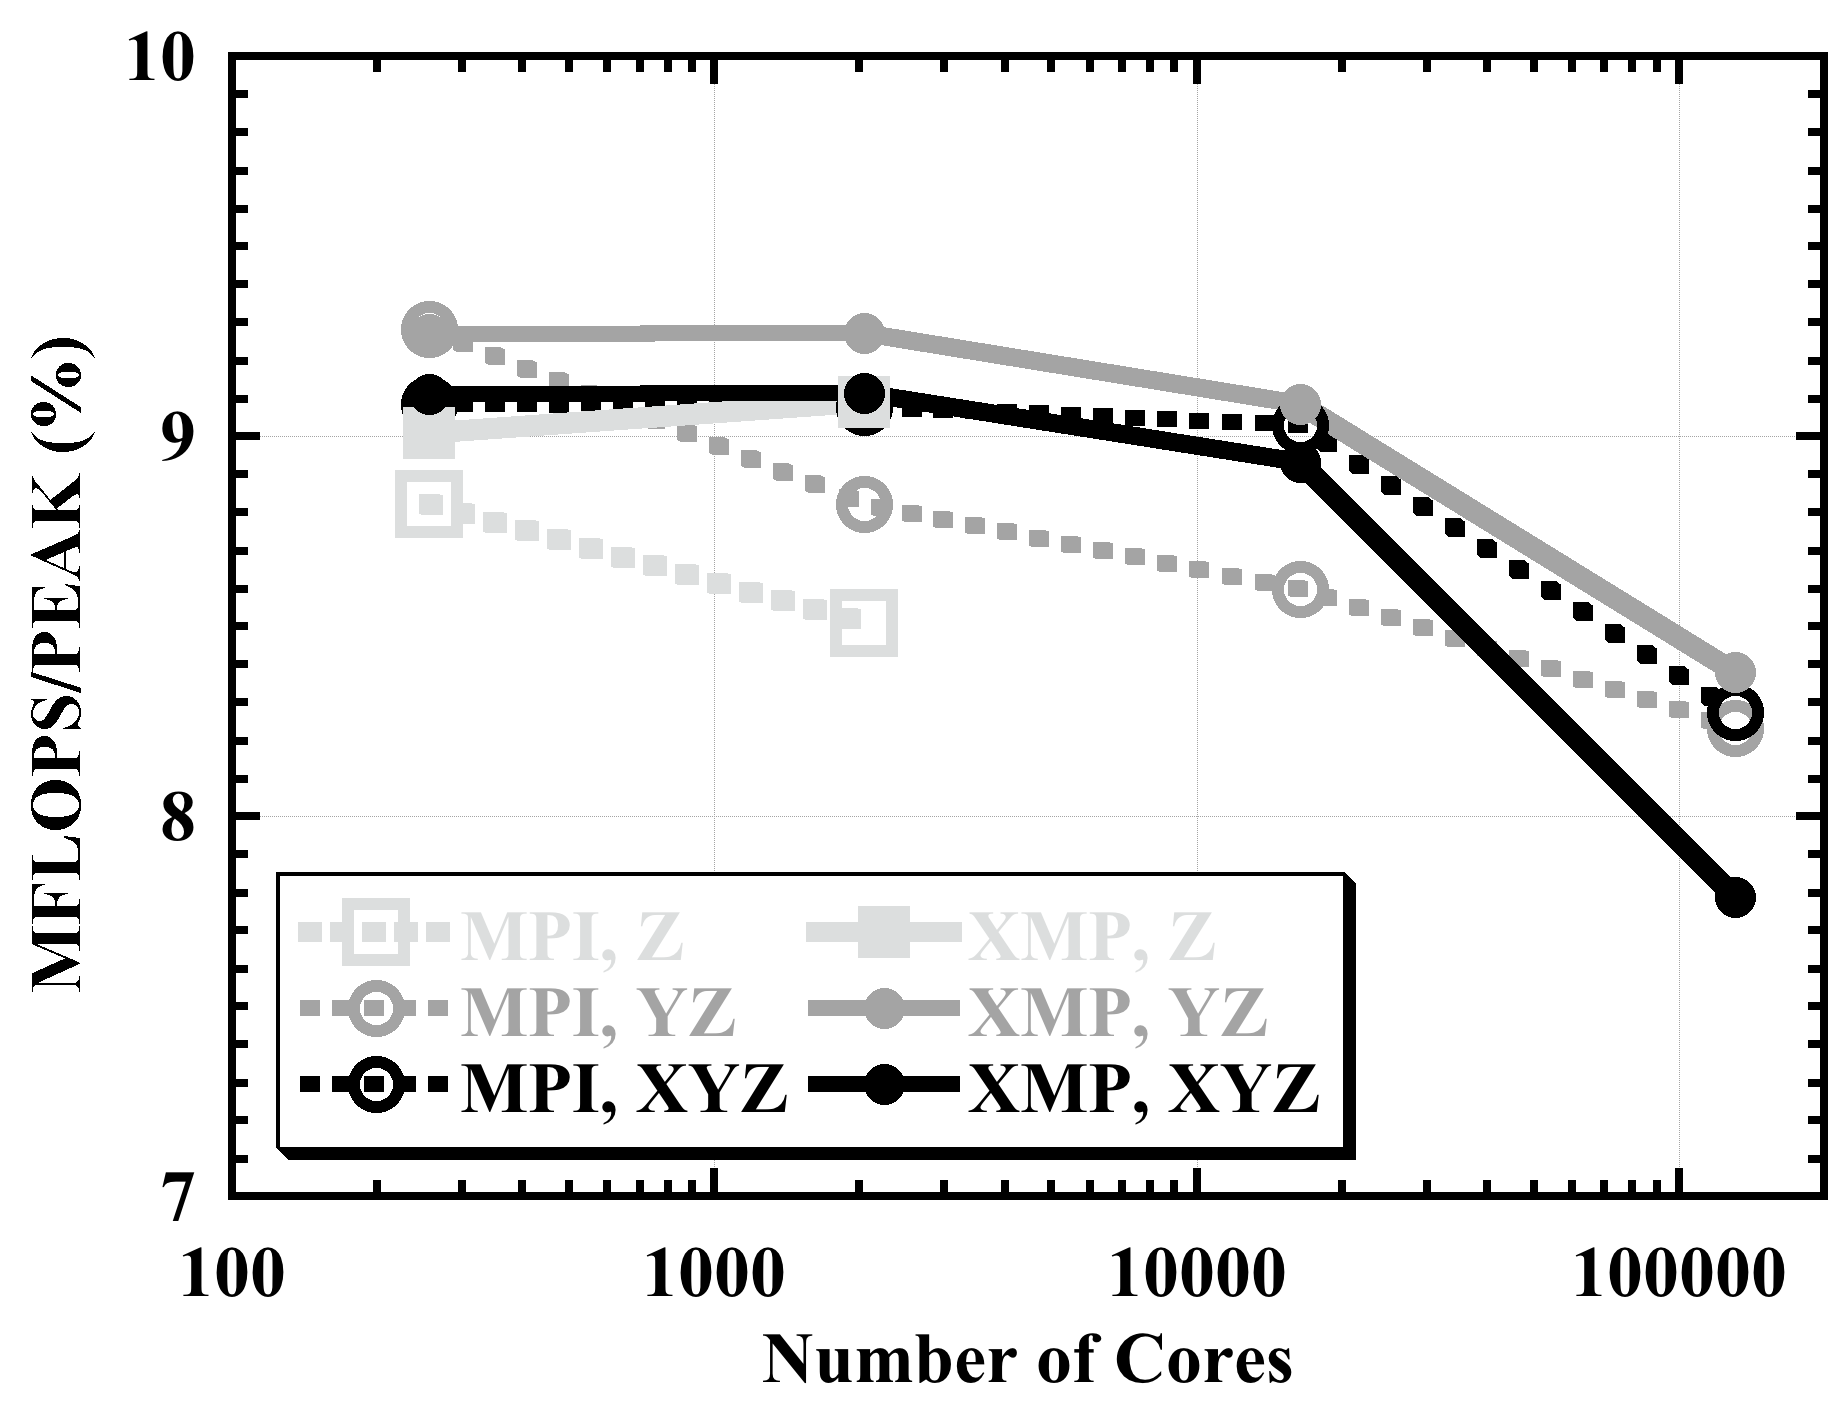 10
9
8
7
MFLOPS/PEAK (%)
MPI, Z XMP, Z
MPI, YZ XMP, YZ
MPI, XYZ XMP, XYZ
100 1000 10000 100000
Number of Cores